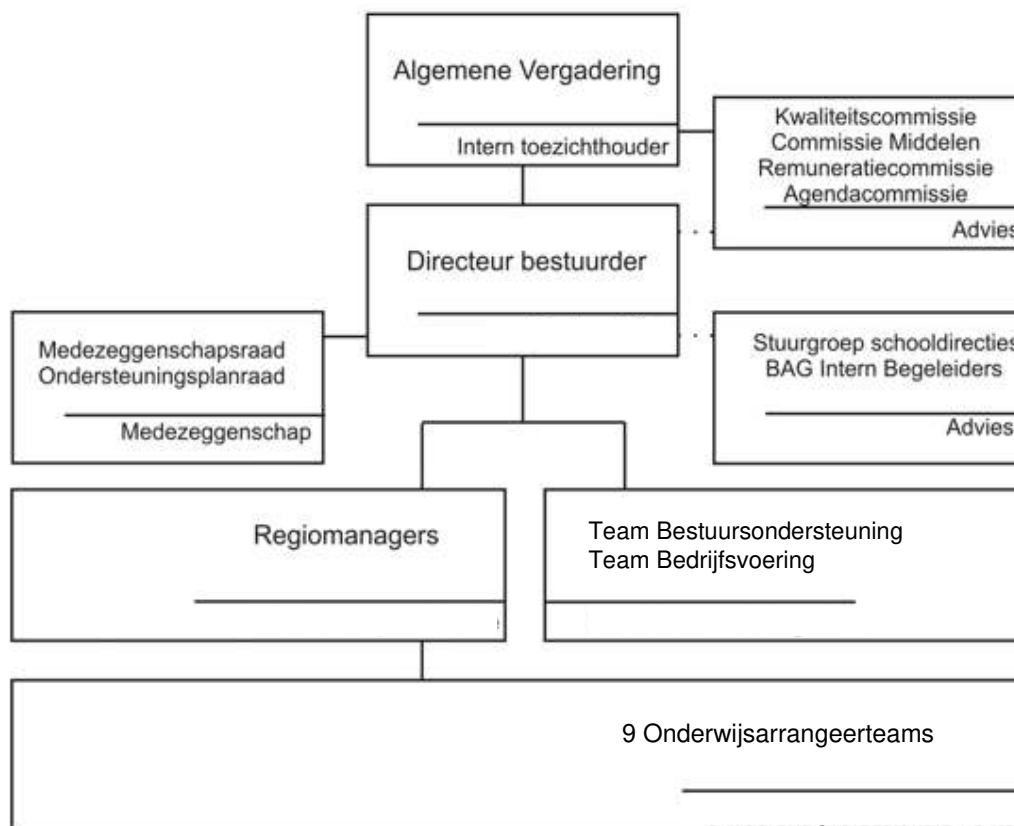 Algemene Vergadering
Intern toezichthouder
Kwaliteitscommissie
Commissie Middelen
Remuneratiecommissie
Agendacommissie
Advies
Directeur bestuurder
Medezeggenschapsraad
Ondersteuningsplanraad
Medezeggenschap
Stuurgroep schooldirecties
BAG Intern Begeleiders
Advies
Regiomanagers
Team Bestuursondersteuning
Team Bedrijfsvoering
9 Onderwijsarrangeerteams